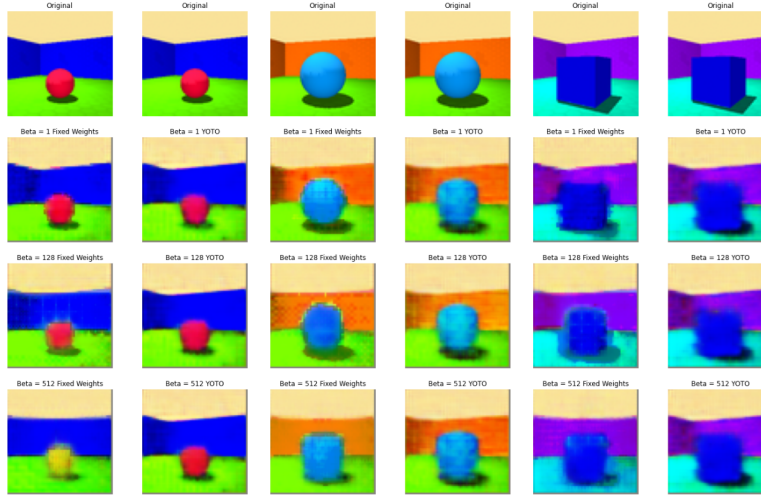 Original Original Original Original Original Original
Beta = 1 Fixed Weights Beta = 1 YOTO Beta = 1 Fixed Weights Beta = 1 YOTO Beta = 1 Fixed Weights Beta = 1 YOTO
Beta = 128 Fixed Weights Beta = 128 YOTO Beta = 128 Fixed Weights Beta = 128 YOTO Beta = 128 Fixed Weights Beta = 128 YOTO
Beta = 512 Fixed Weights Beta = 512 YOTO Beta = 512 Fixed Weights Beta = 512 YOTO Beta = 512 Fixed Weights Beta = 512 YOTO